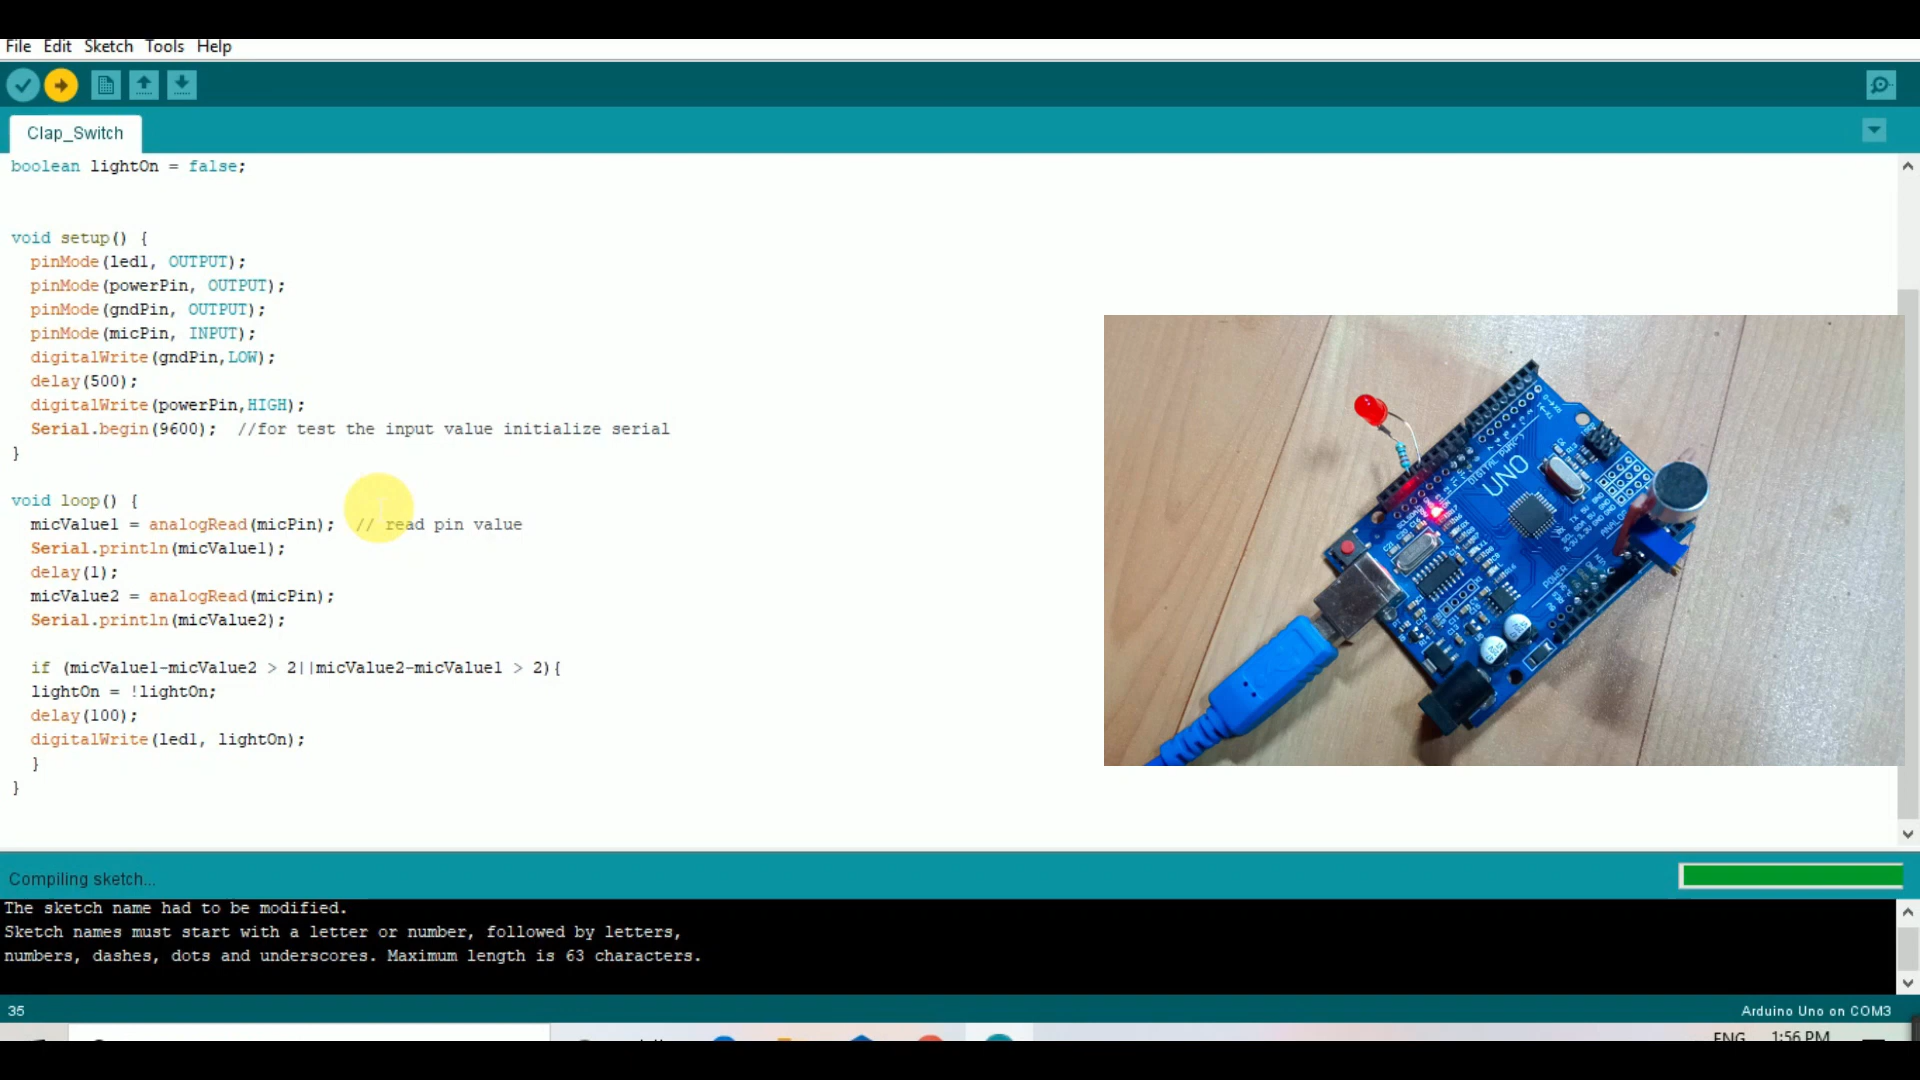 File Edit Sketch Tools Help
Clap_Switch
boolean lightOn = false;
void setup() {
pinMode(led1, OUTPUT);
pinMode(powerPin, OUTPUT);
pinMode(gndPin, OUTPUT);
pinMode(micPin, INPUT);
digitalWrite(gndPin,LOW);
delay(500);
digitalWrite(powerPin,HIGH);
Serial.begin(9600); //for test the input value initialize serial
}
void loop() {
micValue1 = analogRead(micPin); // read pin value
Serial.println(micValue1);
delay(1);
micValue2 = analogRead(micPin);
Serial.println(micValue2);
if (micValue1-micValue2 > 2||micValue2-micValue1 > 2){
lightOn = !lightOn;
delay(100);
digitalWrite(led1, lightOn);
}
}
UNO
DIGITAL
POWER
Compiling sketch...
The sketch name had to be modified.
Sketch names must start with a letter or number, followed by letters,
numbers, dashes, dots and underscores. Maximum length is 63 characters.
35
Arduino Uno on COM3
ENG 1:56 PM